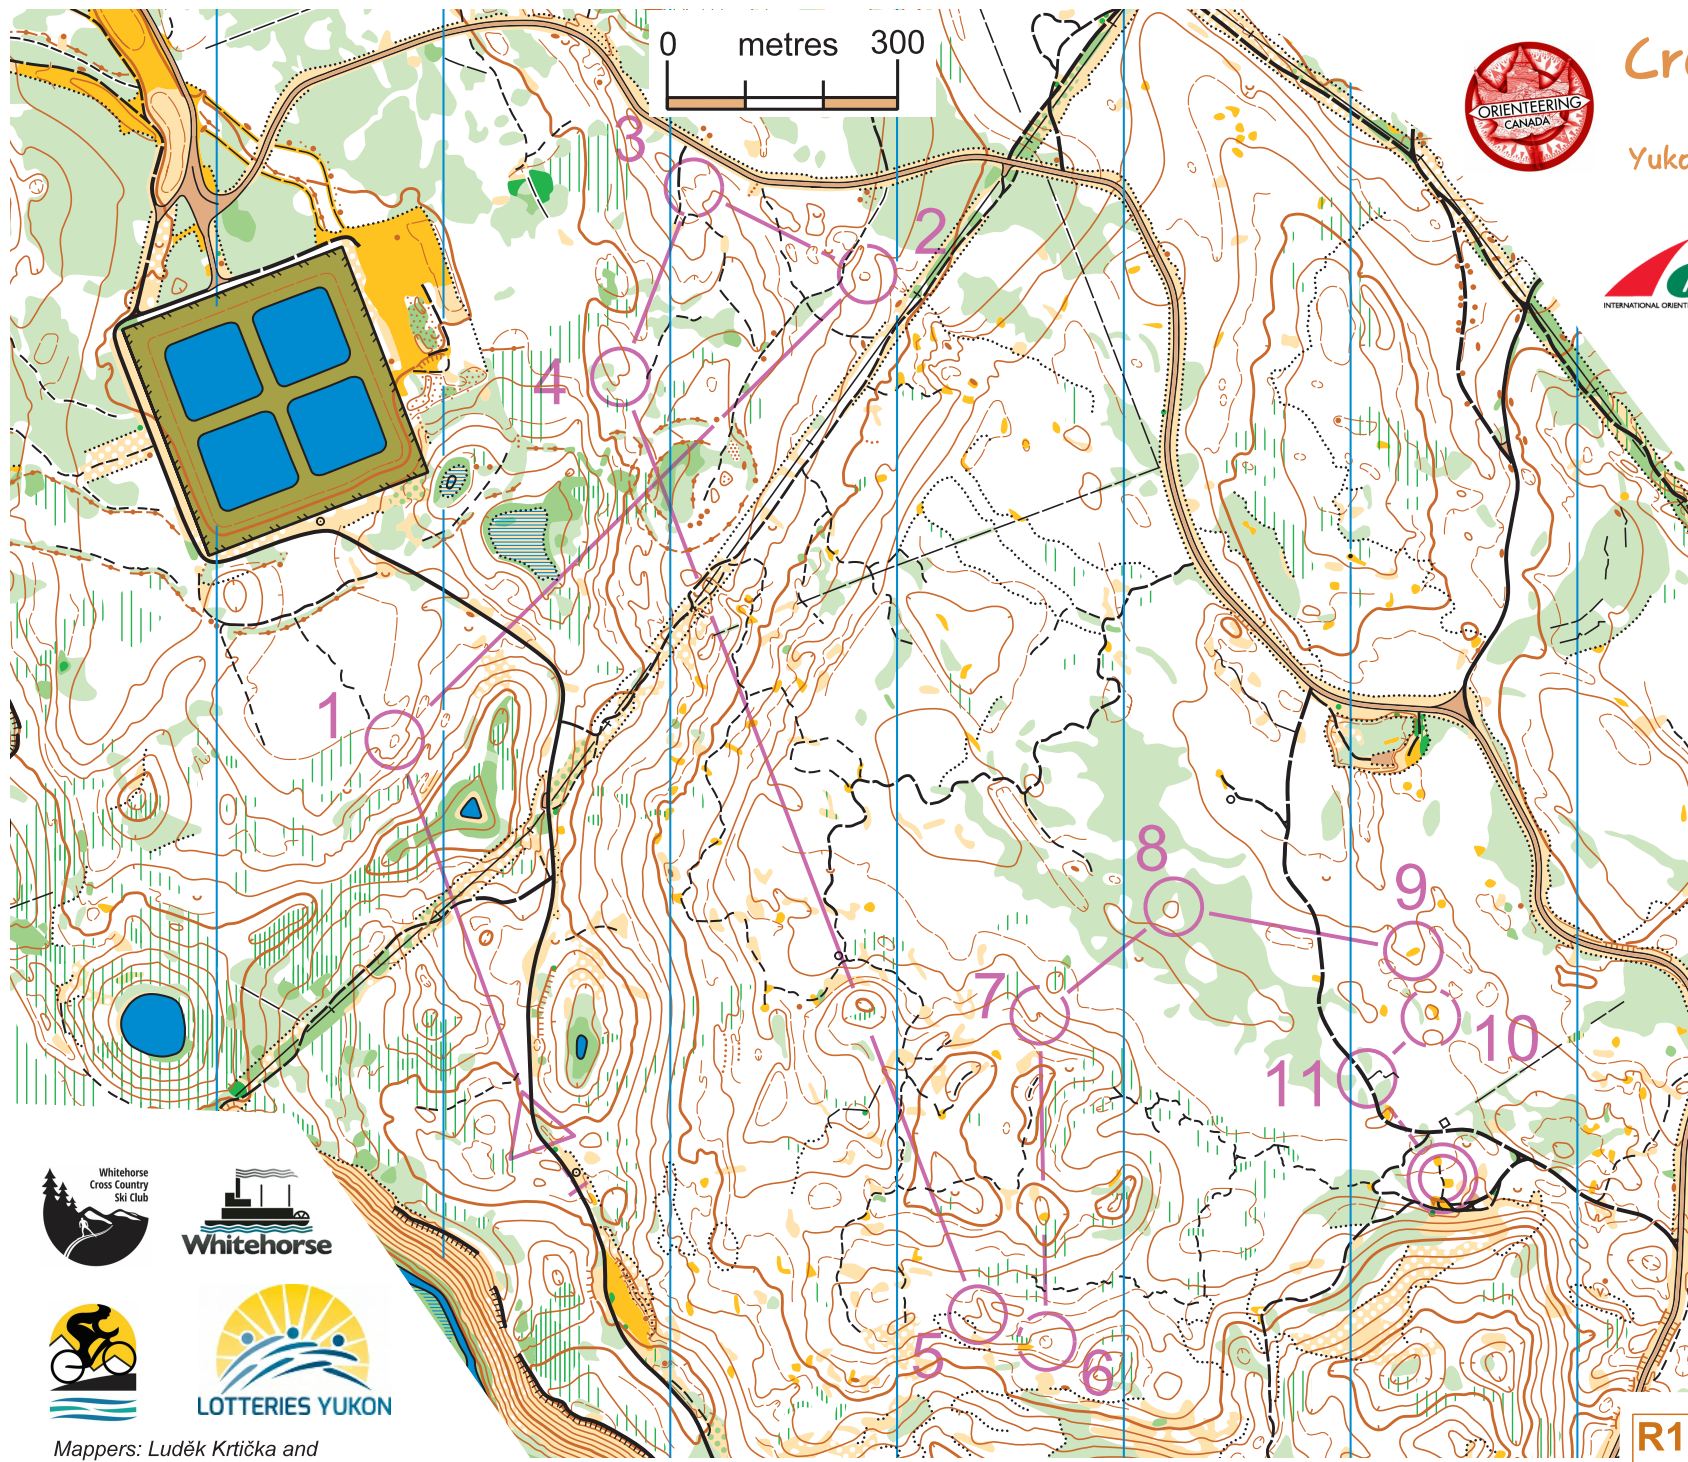 0 metres 300
ORIENTEERING
CANADA
3
2
4
1
8
9
7
10
11
5
6
INTERNATIONAL
Whitehorse
Cross Country
Ski Club
Whitehorse
LOTTERIES YUKON
Mappers: Luděk Krtička and
R1